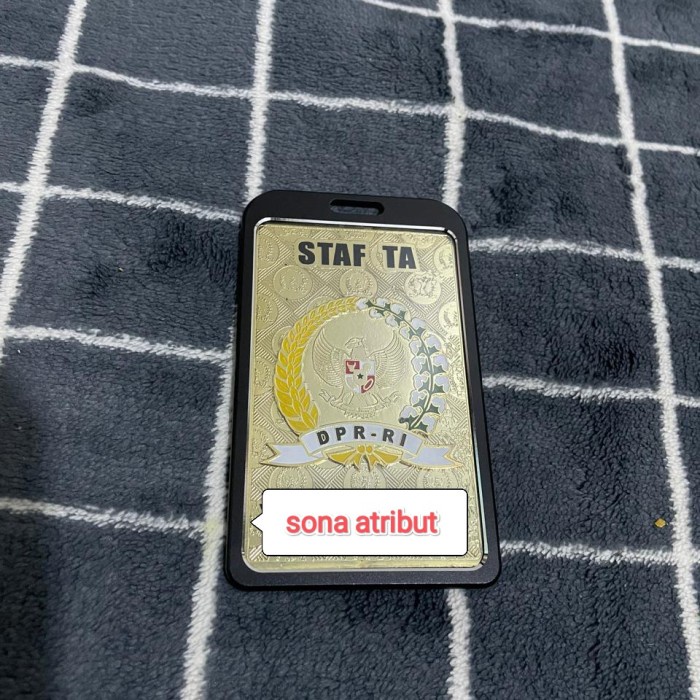 STAF TA
DPR-RI
sona atribut